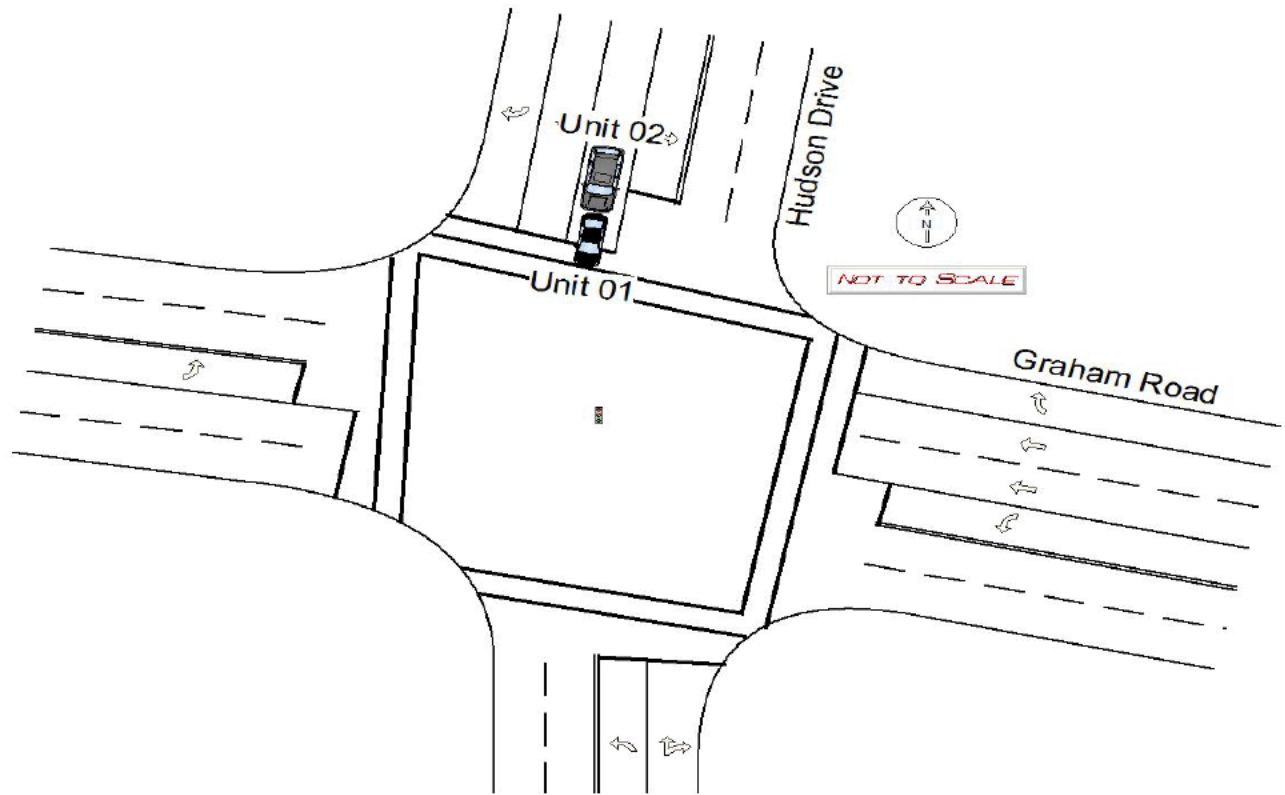 Unit 02
Hudson Drive
N
NOT TO SCALE
Unit 01
Graham Road